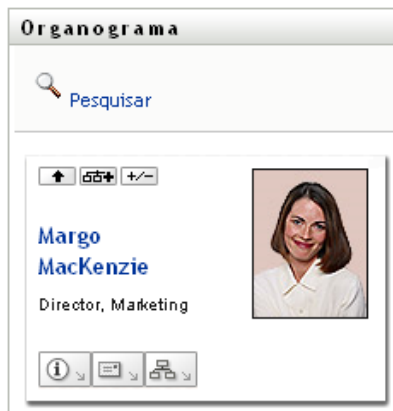 Organograma
Pesquisar
+/-
Margo
MacKenzie
Director, Marketing